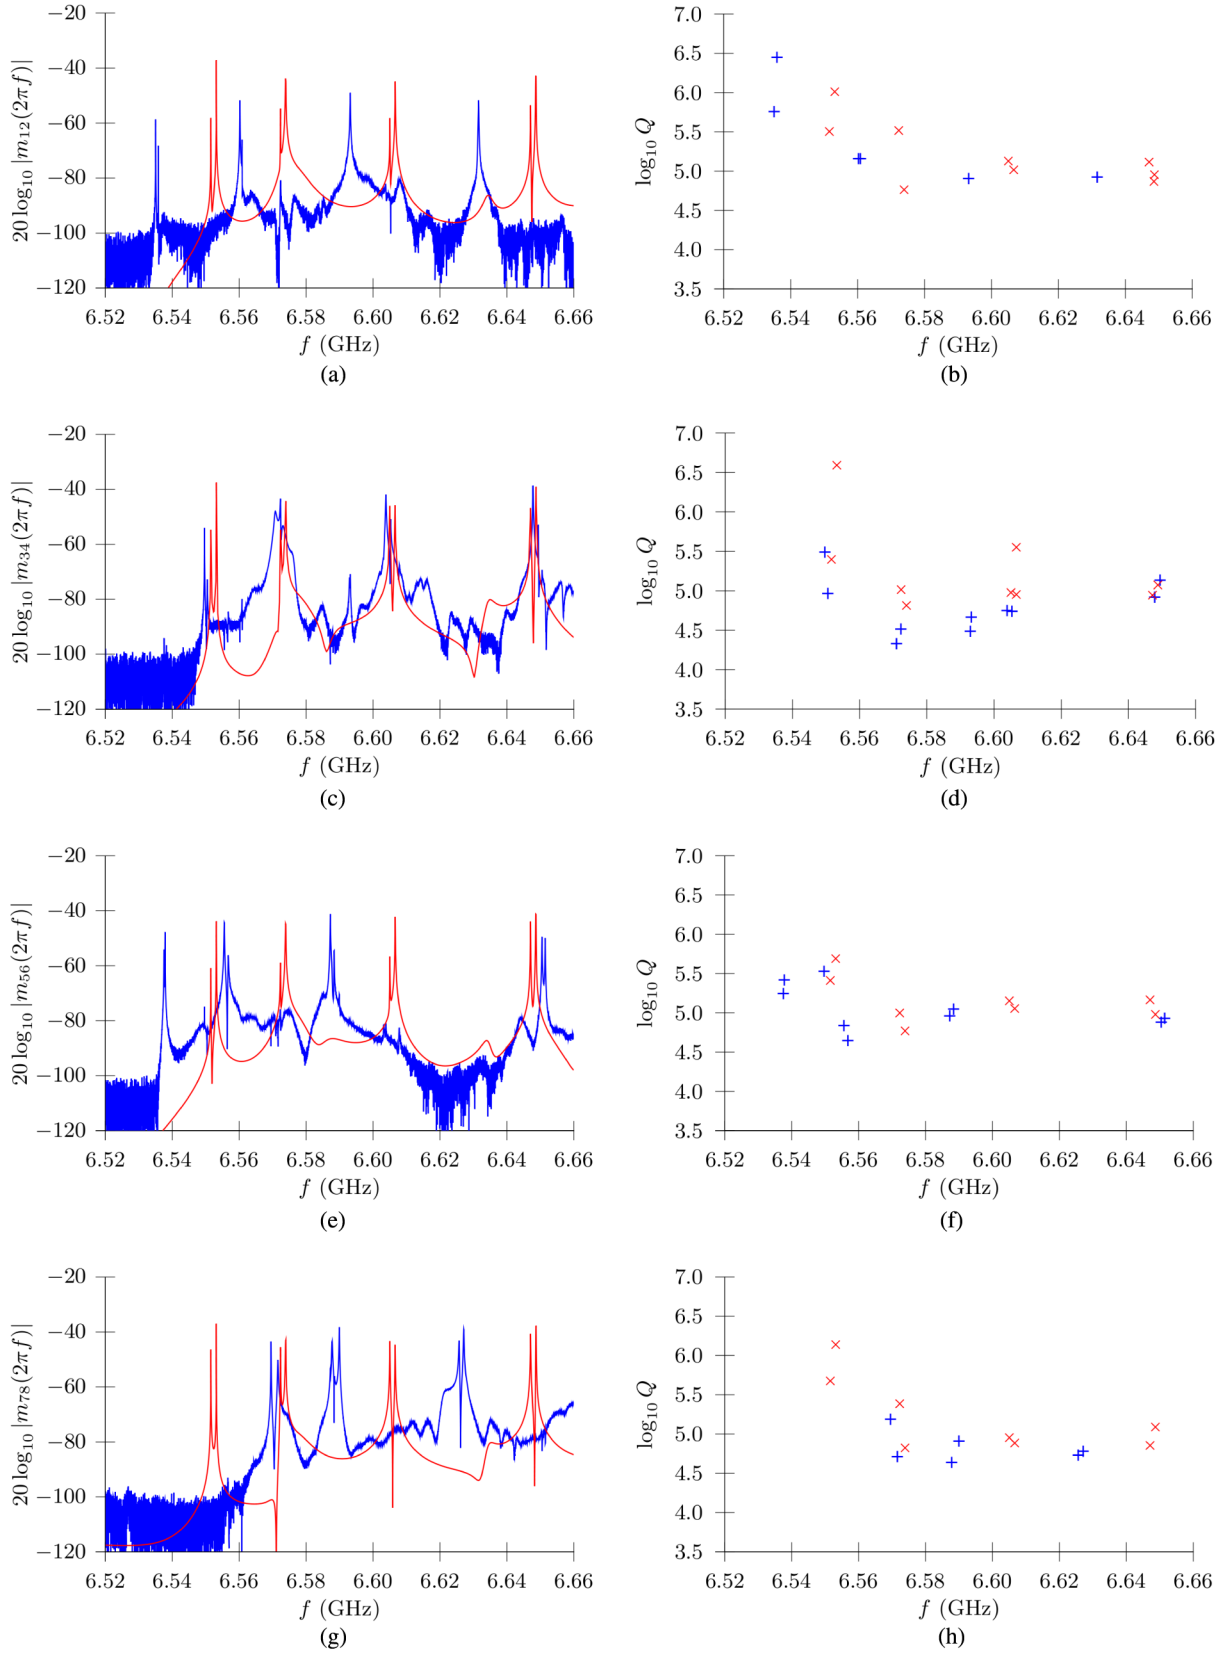 −20
−40
−60
−80
−100
−120
20 log₁₀ |m₁₂(2πf)|
6.52 6.54 6.56 6.58 6.60 6.62 6.64 6.66
f (GHz)
(a)
7.0
6.5
6.0
5.5
5.0
4.5
4.0
3.5
log₁₀ Q
6.52 6.54 6.56 6.58 6.60 6.62 6.64 6.66
f (GHz)
(b)
−20
−40
−60
−80
−100
−120
20 log₁₀ |m₃₄(2πf)|
6.52 6.54 6.56 6.58 6.60 6.62 6.64 6.66
f (GHz)
(c)
7.0
6.5
6.0
5.5
5.0
4.5
4.0
3.5
log₁₀ Q
6.52 6.54 6.56 6.58 6.60 6.62 6.64 6.66
f (GHz)
(d)
−20
−40
−60
−80
−100
−120
20 log₁₀ |m₅₆(2πf)|
6.52 6.54 6.56 6.58 6.60 6.62 6.64 6.66
f (GHz)
(e)
7.0
6.5
6.0
5.5
5.0
4.5
4.0
3.5
log₁₀ Q
6.52 6.54 6.56 6.58 6.60 6.62 6.64 6.66
f (GHz)
(f)
−20
−40
−60
−80
−100
−120
20 log₁₀ |m₇₈(2πf)|
6.52 6.54 6.56 6.58 6.60 6.62 6.64 6.66
f (GHz)
(g)
7.0
6.5
6.0
5.5
5.0
4.5
4.0
3.5
log₁₀ Q
6.52 6.54 6.56 6.58 6.60 6.62 6.64 6.66
f (GHz)
(h)